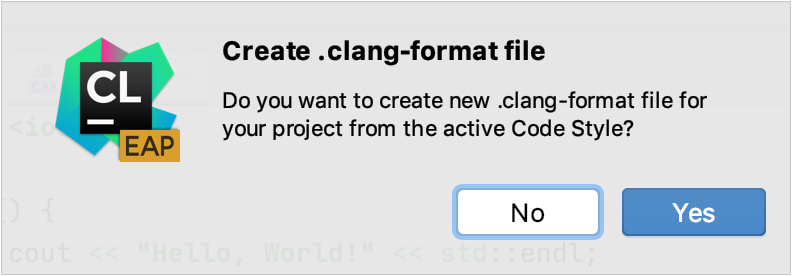 Create .clang-format file
CL
EAP
Do you want to create new .clang-format file for
your project from the active Code Style?
<io
No
Yes
() {
cout << "Hello, World!" << std::endl;